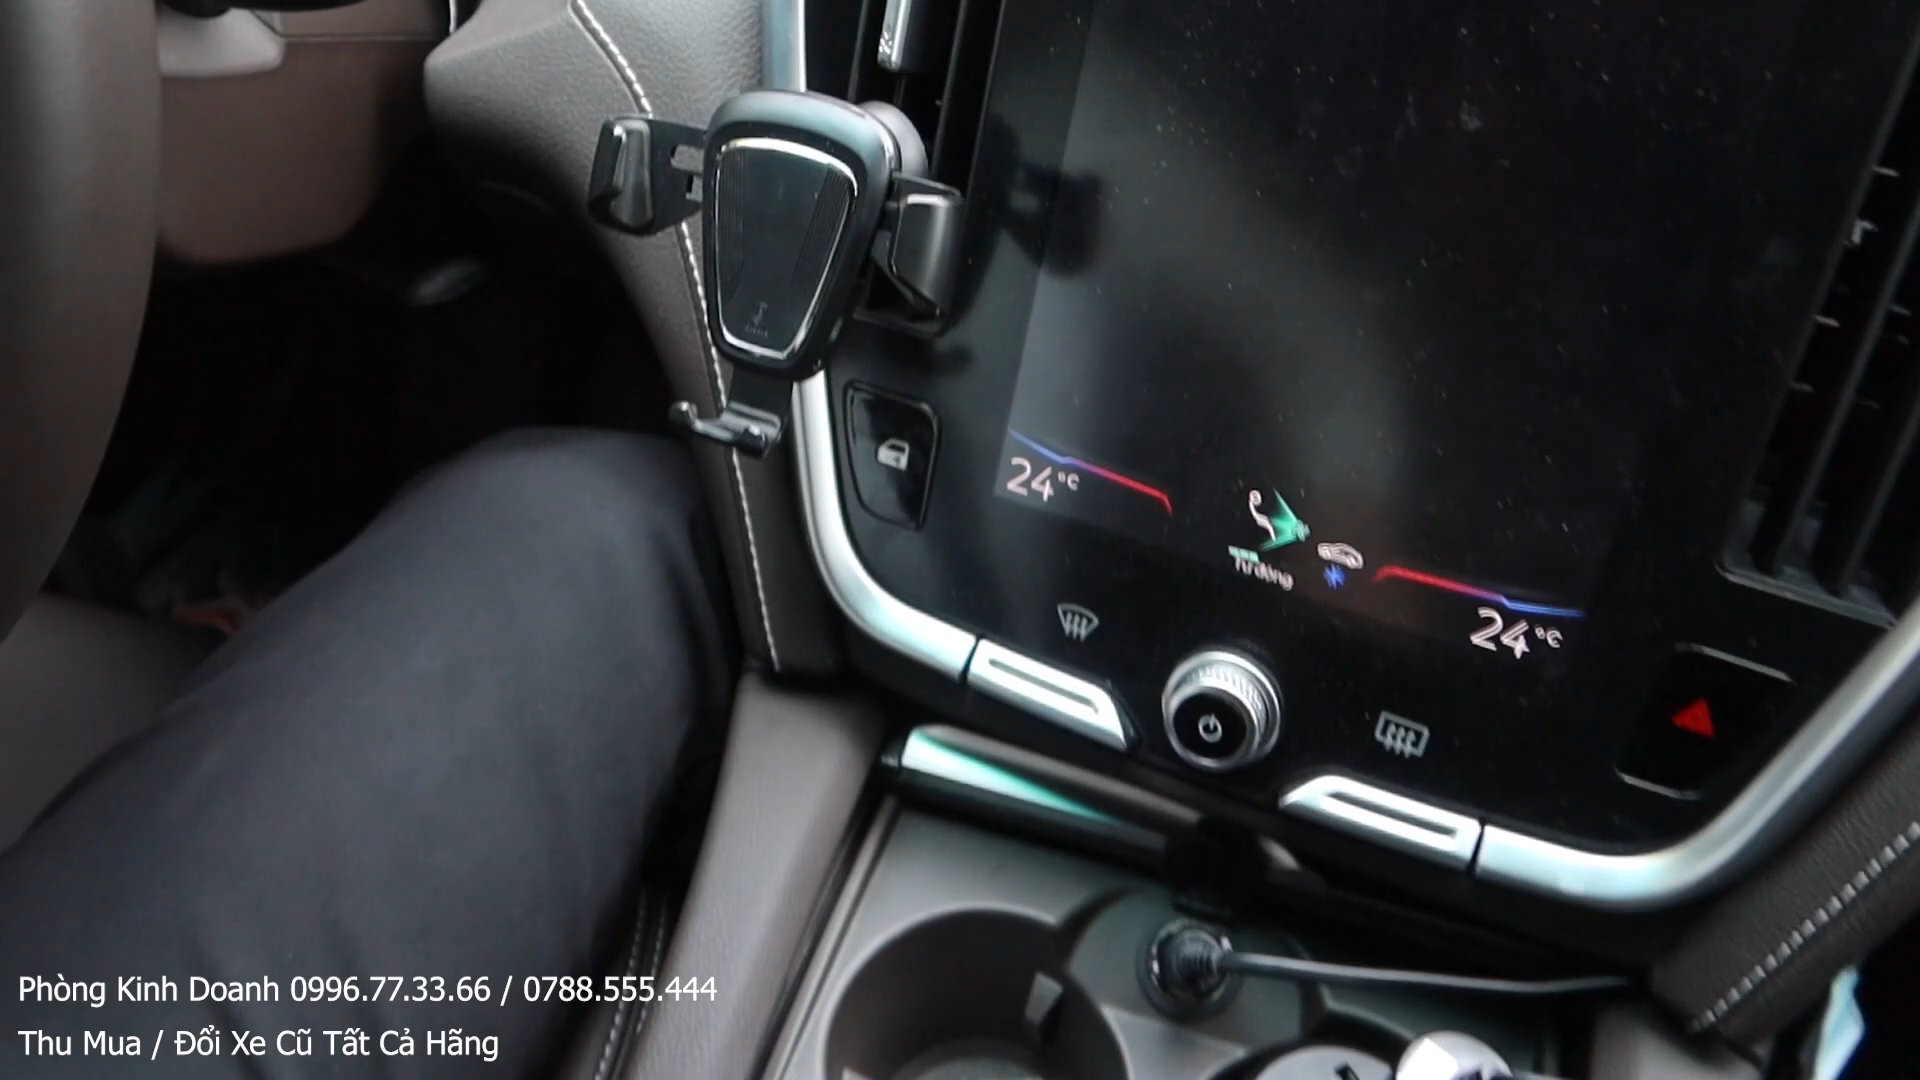 24°C
Tự động
24°C
Phòng Kinh Doanh 0996.77.33.66 / 0788.555.444
Thu Mua / Đổi Xe Cũ Tất Cả Hãng